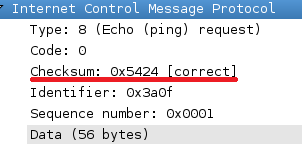 Internet Control Message Protocol
Type: 8 (Echo (ping) request)
Code: 0
Checksum: 0x5424 [correct]
Identifier: 0x3a0f
Sequence number: 0x0001
Data (56 bytes)